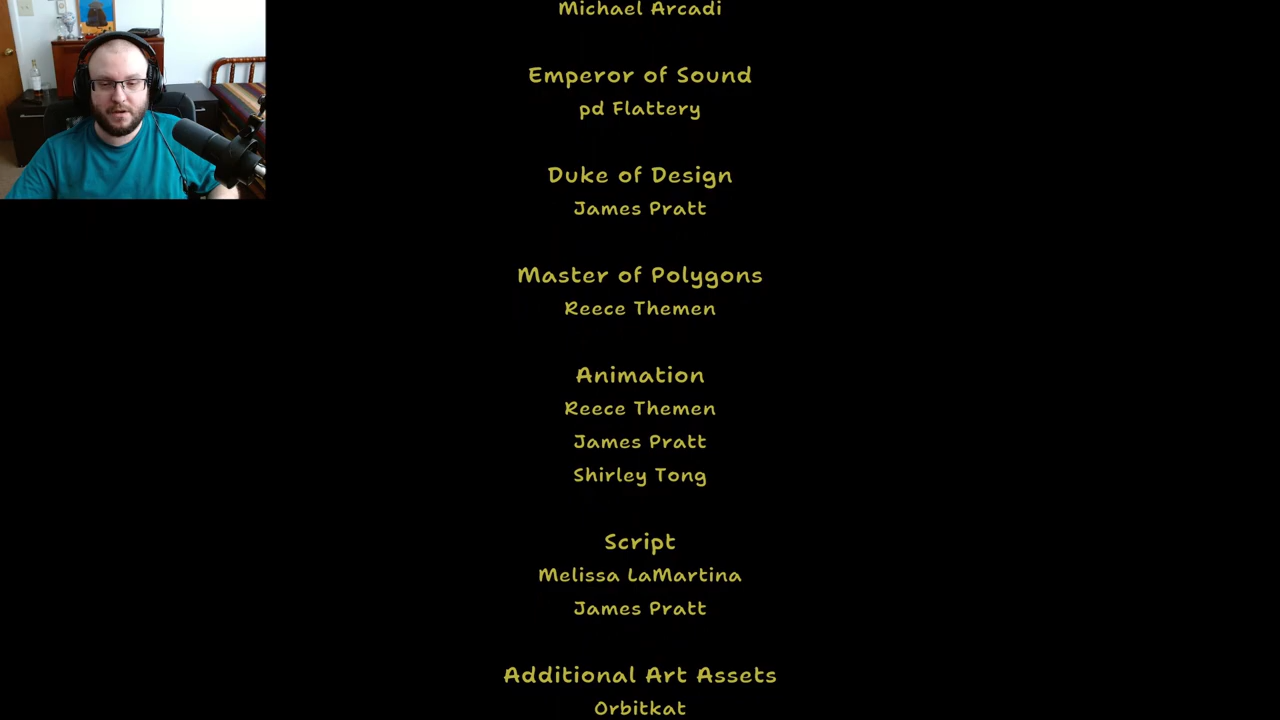 Michael Arcadi
Emperor of Sound
pd Flattery
Duke of Design
James Pratt
Master of Polygons
Reece Themen
Animation
Reece Themen
James Pratt
Shirley Tong
Script
Melissa LaMartina
James Pratt
Additional Art Assets
Orbitkat